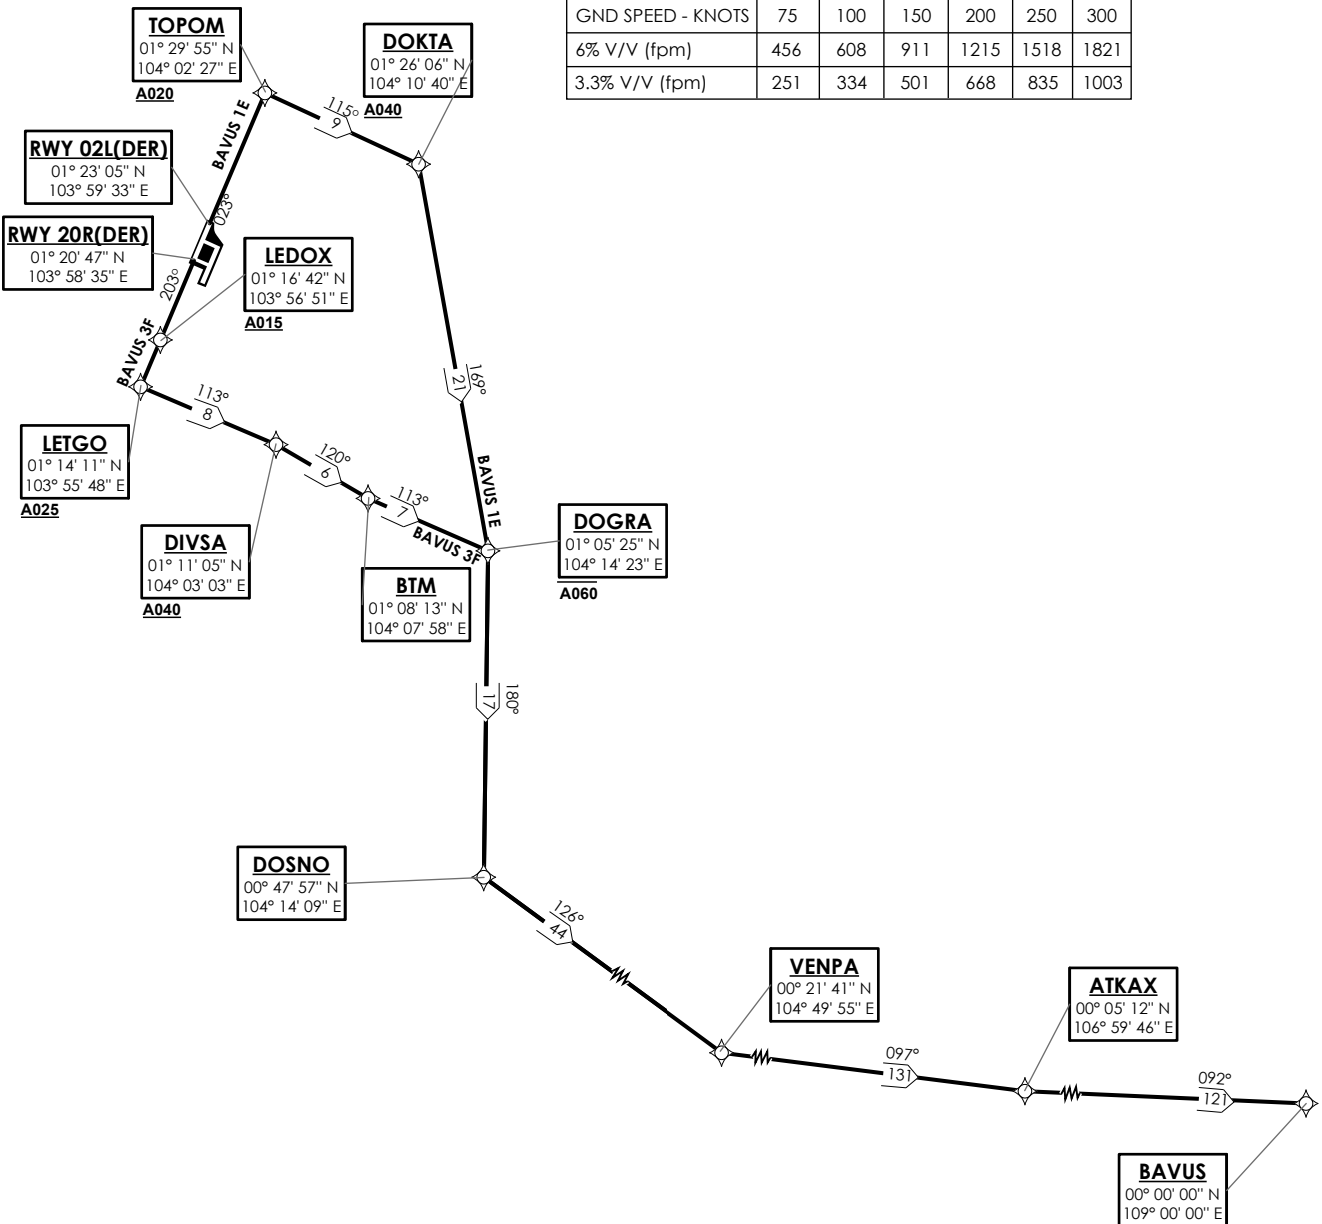 GND SPEED - KNOTS 75 100 150 200 250 300
6% V/V (fpm) 456 608 911 1215 1518 1821
3.3% V/V (fpm) 251 334 501 668 835 1003
TOPOM
01° 29' 55" N
104° 02' 27" E
A020
DOKTA
01° 26' 06" N
104° 10' 40" E
A040
115°
9
BAVUS 1E
023°
RWY 02L(DER)
01° 23' 05" N
103° 59' 33" E
RWY 20R(DER)
01° 20' 47" N
103° 58' 35" E
203°
LEDOX
01° 16' 42" N
103° 56' 51" E
A015
BAVUS 3F
LETGO
01° 14' 11" N
103° 55' 48" E
A025
113°
8
169°
21
BAVUS 1E
120°
6
113°
7
BAVUS 3F
DIVSA
01° 11' 05" N
104° 03' 03" E
A040
BTM
01° 08' 13" N
104° 07' 58" E
DOGRA
01° 05' 25" N
104° 14' 23" E
A060
180°
17
DOSNO
00° 47' 57" N
104° 14' 09" E
126°
44
VENPA
00° 21' 41" N
104° 49' 55" E
097°
131
ATKAX
00° 05' 12" N
106° 59' 46" E
092°
121
BAVUS
00° 00' 00" N
109° 00' 00" E